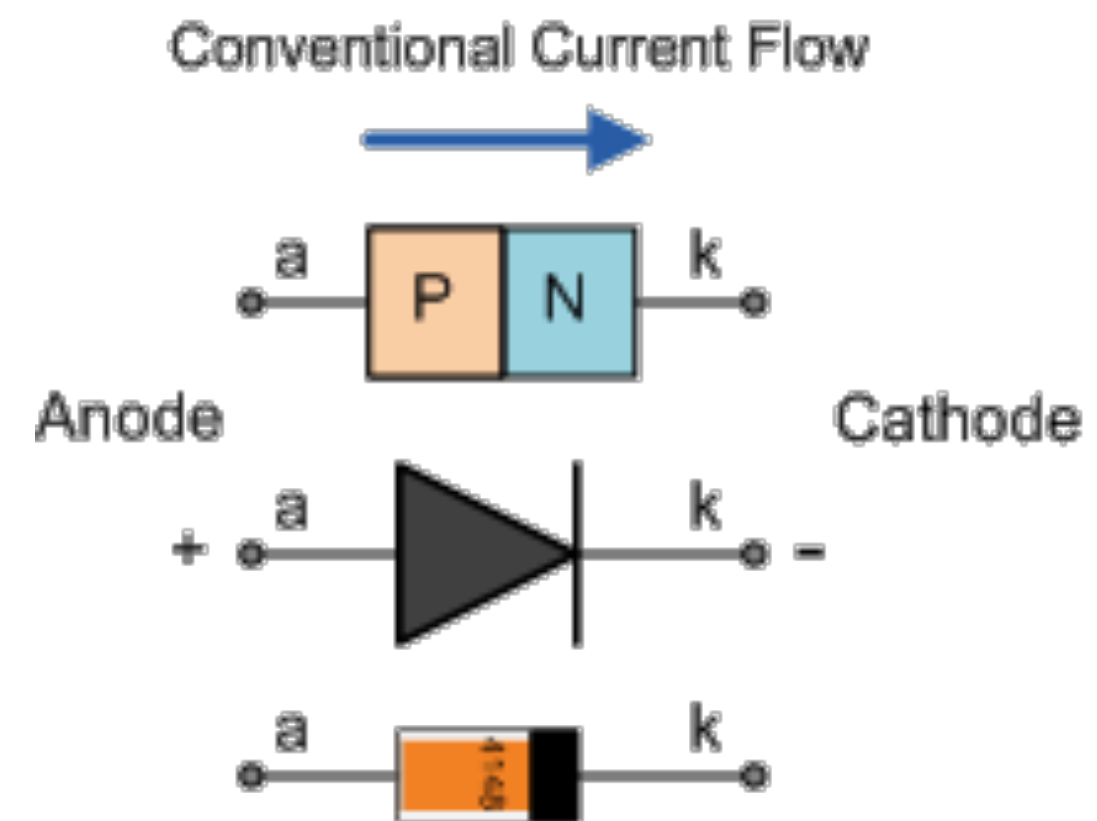 Conventional Current Flow
a k
P N
Anode Cathode
a k
+ -
a k
4148